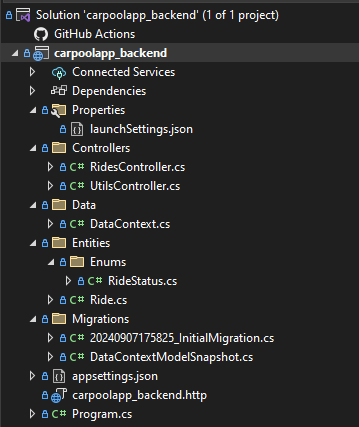 Solution 'carpoolapp_backend' (1 of 1 project)
GitHub Actions
carpoolapp_backend
Connected Services
Dependencies
Properties
launchSettings.json
Controllers
C# RidesController.cs
C# UtilsController.cs
Data
C# DataContext.cs
Entities
Enums
C# RideStatus.cs
C# Ride.cs
Migrations
C# 20240907175825_InitialMigration.cs
C# DataContextModelSnapshot.cs
appsettings.json
carpoolapp_backend.http
C# Program.cs